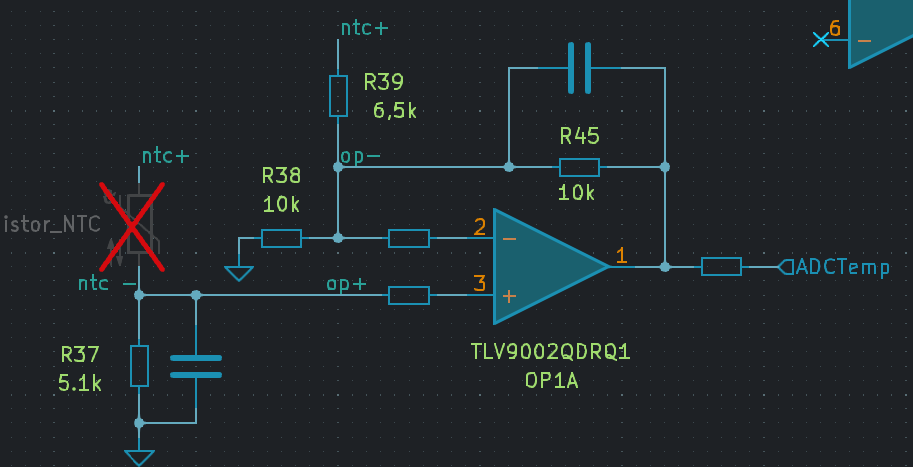 ntc+
6
R39
6,5k
R45
op-
ntc+
R38
10k
10k
istor_NTC
2
1
ADCTemp
ntc -
op+
3
TLV9002QDRQ1
OP1A
R37
5.1k